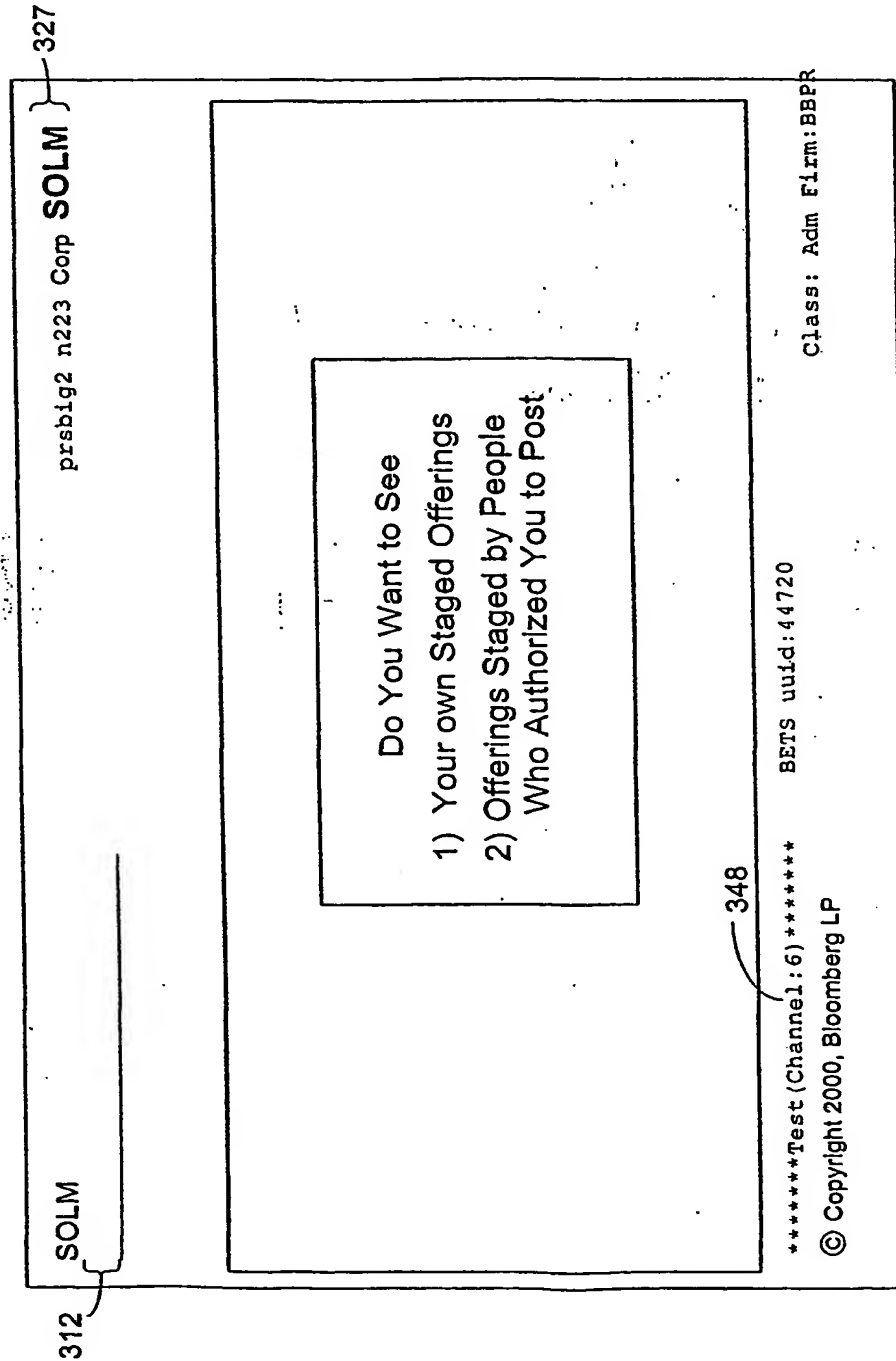 327
SOLM
prsbig2 n223 Corp SOLM
312
Do You Want to See
1) Your own Staged Offerings
2) Offerings Staged by People
Who Authorized You to Post
348
*******Test(Channel:6)******* BETS uuid:44720 Class: Adm Firm:BBPR
© Copyright 2000, Bloomberg LP